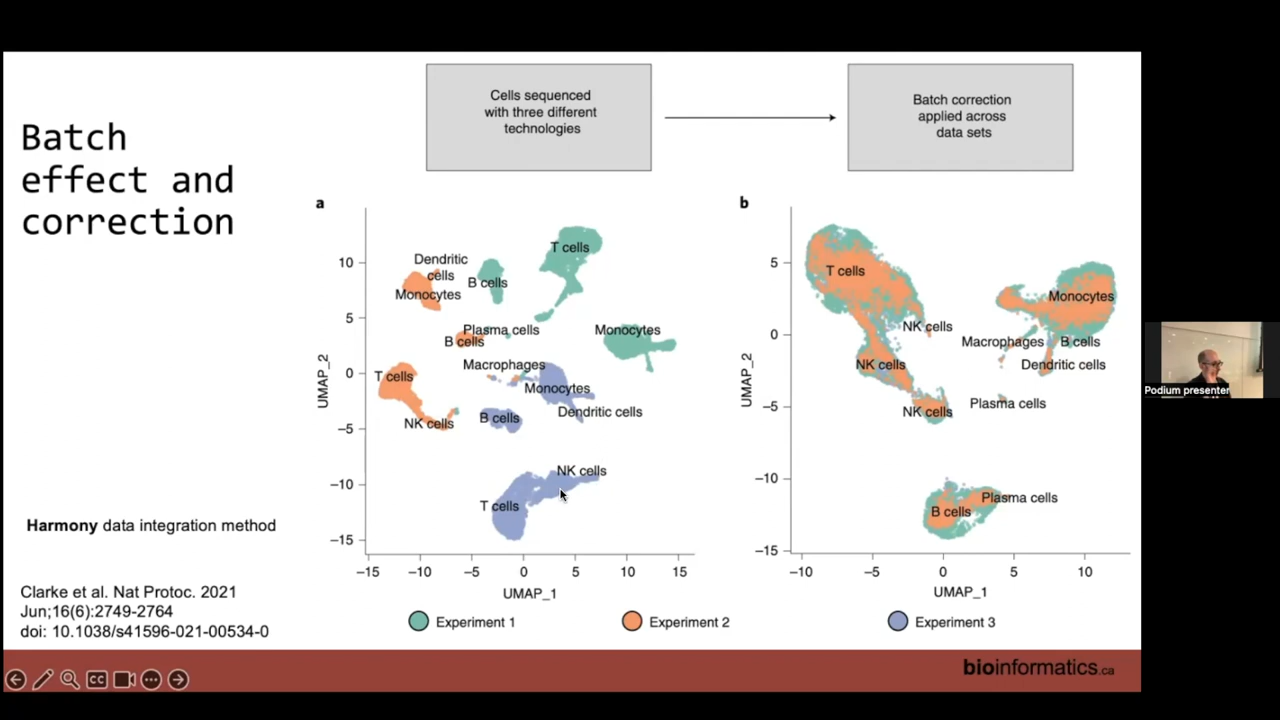 Batch
effect and
correction
Cells sequenced
with three different
technologies
Batch correction
applied across
data sets
a
T cells
Dendritic
cells
B cells
Monocytes
Plasma cells
B cells
Monocytes
Macrophages
T cells
Monocytes
Dendritic cells
B cells
NK cells
NK cells
T cells
10
5
0
−5
−10
−15
UMAP_2
−15
−10
−5
0
5
10
15
UMAP_1
b
T cells
Monocytes
NK cells
Macrophages
B cells
NK cells
Dendritic cells
NK cells
Plasma cells
Plasma cells
B cells
5
0
−5
−10
−15
UMAP_2
−10
−5
0
5
10
UMAP_1
Experiment 1
Experiment 2
Experiment 3
Harmony data integration method
Clarke et al. Nat Protoc. 2021
Jun;16(6):2749-2764
doi: 10.1038/s41596-021-00534-0
bioinformatics.ca
CC
Podium presenter